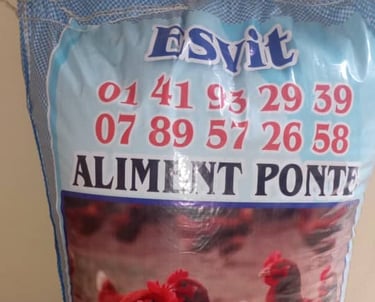 Esvit
01 41 93 29 39
07 89 57 26 58
ALIMENT PONTE